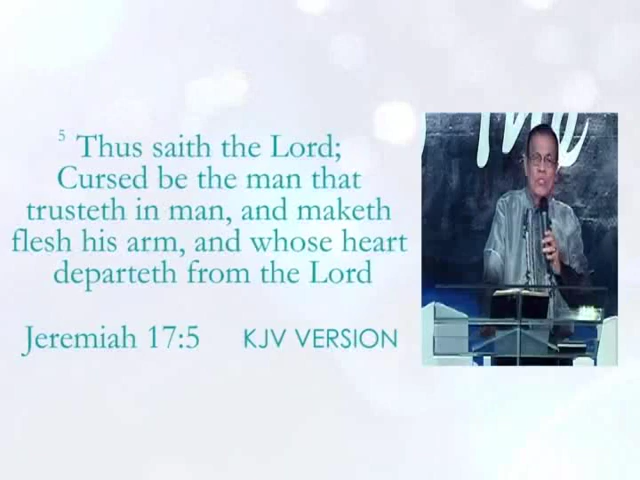 5 Thus saith the Lord;
Cursed be the man that
trusteth in man, and maketh
flesh his arm, and whose heart
departeth from the Lord
Jeremiah 17:5 KJV VERSION